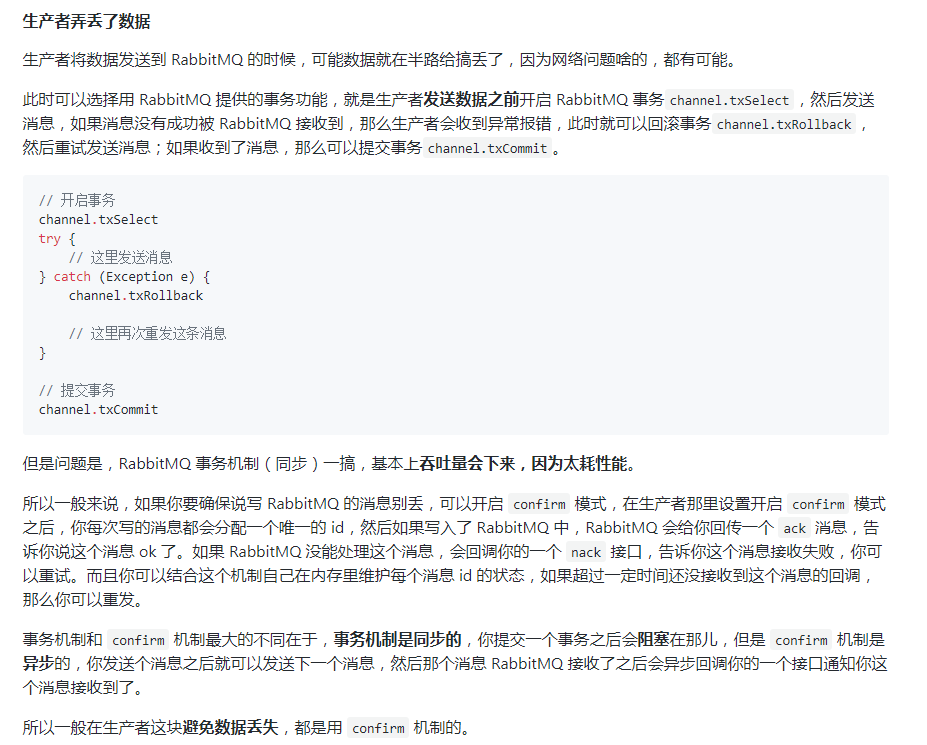 生产者弄丢了数据
生产者将数据发送到 RabbitMQ 的时候，可能数据就在半路给搞丢了，因为网络问题啥的，都有可能。
此时可以选择用 RabbitMQ 提供的事务功能，就是生产者发送数据之前开启 RabbitMQ 事务 channel.txSelect ，然后发送
消息，如果消息没有成功被 RabbitMQ 接收到，那么生产者会收到异常报错，此时就可以回滚事务 channel.txRollback ，
然后重试发送消息；如果收到了消息，那么可以提交事务 channel.txCommit 。
// 开启事务
channel.txSelect
try {
    // 这里发送消息
} catch (Exception e) {
    channel.txRollback
    // 这里再次重发这条消息
}
// 提交事务
channel.txCommit
但是问题是，RabbitMQ 事务机制（同步）一搞，基本上吞吐量会下来，因为太耗性能。
所以一般来说，如果你要确保说写 RabbitMQ 的消息别丢，可以开启 confirm 模式，在生产者那里设置开启 confirm 模式
之后，你每次写的消息都会分配一个唯一的 id，然后如果写入了 RabbitMQ 中，RabbitMQ 会给你回传一个 ack 消息，告
诉你说这个消息 ok 了。如果 RabbitMQ 没能处理这个消息，会回调你的一个 nack 接口，告诉你这个消息接收失败，你可
以重试。而且你可以结合这个机制自己在内存里维护每个消息 id 的状态，如果超过一定时间还没接收到这个消息的回调，
那么你可以重发。
事务机制和 confirm 机制最大的不同在于，事务机制是同步的，你提交一个事务之后会阻塞在那儿，但是 confirm 机制是
异步的，你发送个消息之后就可以发送下一个消息，然后那个消息 RabbitMQ 接收了之后会异步回调你的一个接口通知你这
个消息接收到了。
所以一般在生产者这块避免数据丢失，都是用 confirm 机制的。